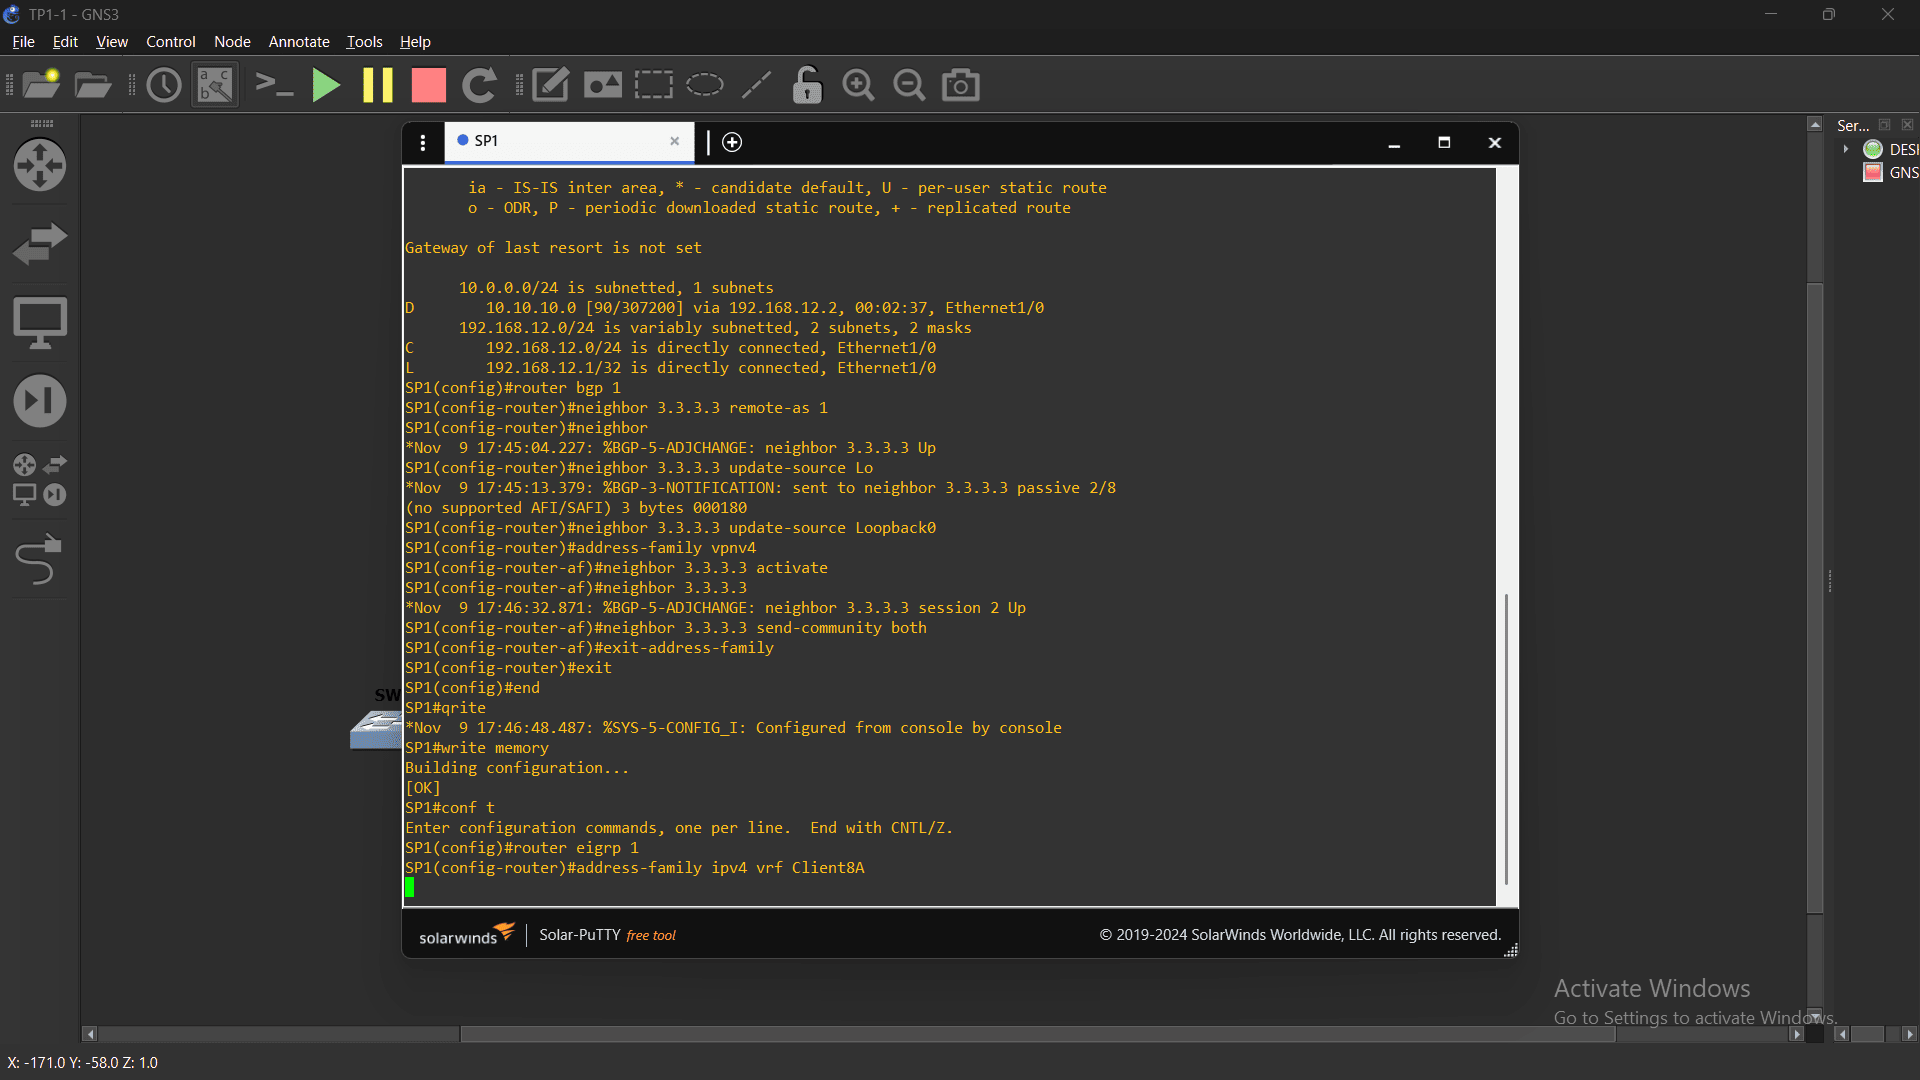 TP1-1 - GNS3
File Edit View Control Node Annotate Tools Help
a c
b
SP1
Ser...
DESI
GNS
ia - IS-IS inter area, * - candidate default, U - per-user static route
o - ODR, P - periodic downloaded static route, + - replicated route
Gateway of last resort is not set
10.0.0.0/24 is subnetted, 1 subnets
D 10.10.10.0 [90/307200] via 192.168.12.2, 00:02:37, Ethernet1/0
192.168.12.0/24 is variably subnetted, 2 subnets, 2 masks
C 192.168.12.0/24 is directly connected, Ethernet1/0
L 192.168.12.1/32 is directly connected, Ethernet1/0
SP1(config)#router bgp 1
SP1(config-router)#neighbor 3.3.3.3 remote-as 1
SP1(config-router)#neighbor
*Nov 9 17:45:04.227: %BGP-5-ADJCHANGE: neighbor 3.3.3.3 Up
SP1(config-router)#neighbor 3.3.3.3 update-source Lo
*Nov 9 17:45:13.379: %BGP-3-NOTIFICATION: sent to neighbor 3.3.3.3 passive 2/8
(no supported AFI/SAFI) 3 bytes 000180
SP1(config-router)#neighbor 3.3.3.3 update-source Loopback0
SP1(config-router)#address-family vpnv4
SP1(config-router-af)#neighbor 3.3.3.3 activate
SP1(config-router-af)#neighbor 3.3.3.3
*Nov 9 17:46:32.871: %BGP-5-ADJCHANGE: neighbor 3.3.3.3 session 2 Up
SP1(config-router-af)#neighbor 3.3.3.3 send-community both
SP1(config-router-af)#exit-address-family
SP1(config-router)#exit
SP1(config)#end
SP1#qrite
*Nov 9 17:46:48.487: %SYS-5-CONFIG_I: Configured from console by console
SP1#write memory
Building configuration...
[OK]
SP1#conf t
Enter configuration commands, one per line. End with CNTL/Z.
SP1(config)#router eigrp 1
SP1(config-router)#address-family ipv4 vrf Client8A
SW
solarwinds
Solar-PuTTY free tool
© 2019-2024 SolarWinds Worldwide, LLC. All rights reserved.
Activate Windows
Go to Settings to activate Windows.
X: -171.0 Y: -58.0 Z: 1.0